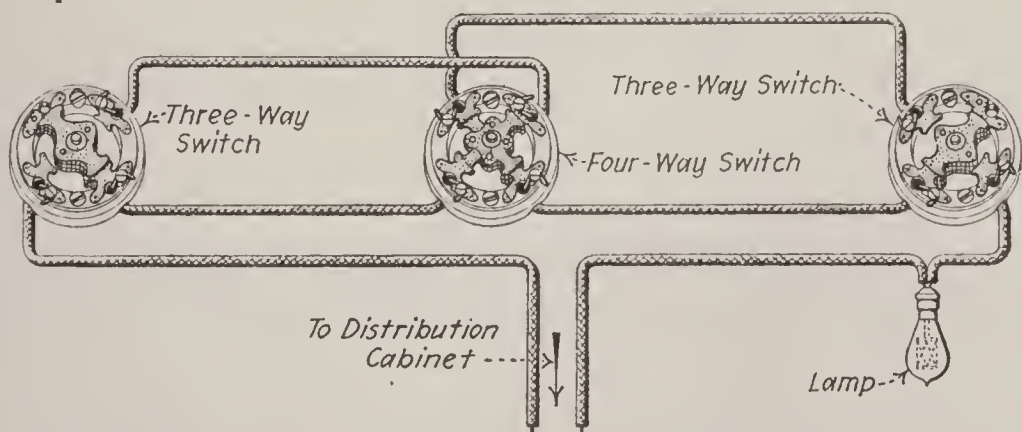 Three-Way
Switch
Three-Way Switch
Four-Way Switch
To Distribution
Cabinet
Lamp